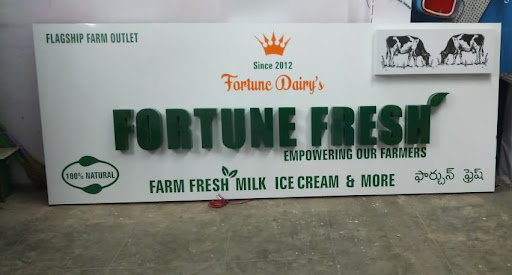 FLAGSHIP FARM OUTLET
Since 2012
Fortune Dairy's
FORTUNE FRESH
EMPOWERING OUR FARMERS
100% NATURAL
FARM FRESH MILK ICE CREAM & MORE
ఫార్చున్ ఫ్రెష్